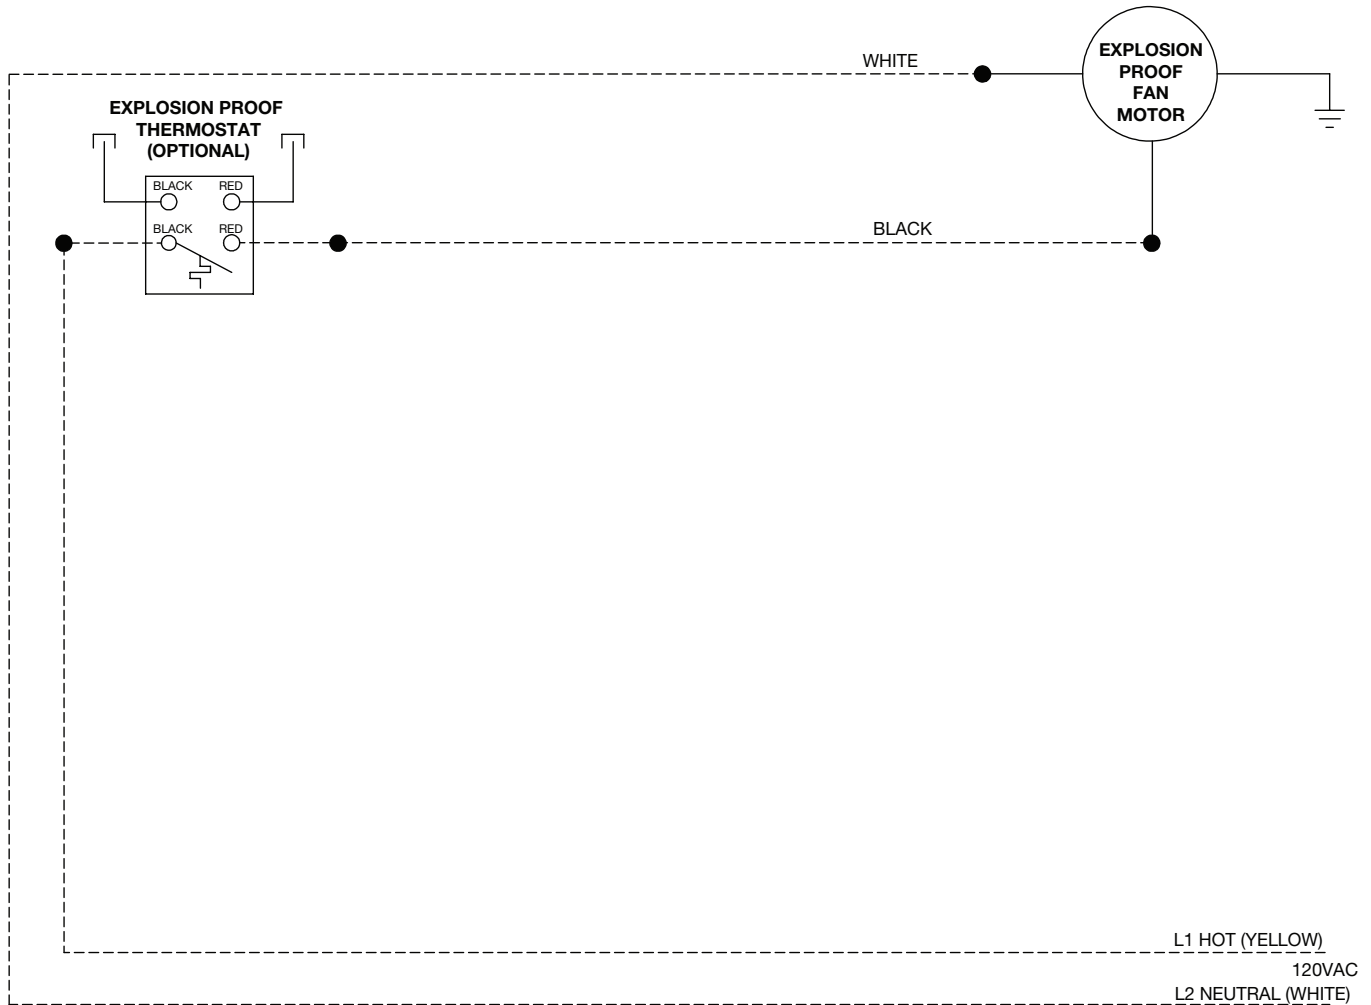 WHITE
EXPLOSION
PROOF
FAN
MOTOR
EXPLOSION PROOF
THERMOSTAT
(OPTIONAL)
BLACK RED
BLACK RED
BLACK
L1 HOT (YELLOW)
120VAC
L2 NEUTRAL (WHITE)